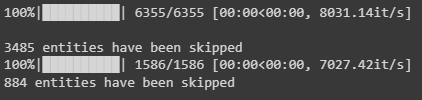 100%|██████████| 6355/6355 [00:00<00:00, 8031.14it/s]
3485 entities have been skipped
100%|██████████| 1586/1586 [00:00<00:00, 7027.42it/s]
884 entities have been skipped